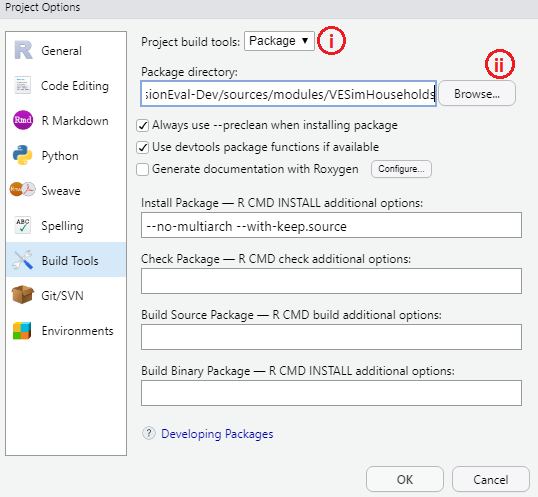 Project Options
General
Code Editing
Rmd R Markdown
Python
Sweave
ABC Spelling
Build Tools
Git/SVN
Environments
Project build tools: Package i
Package directory: ii
sionEval-Dev/sources/modules/VESimHouseholds Browse...
Always use --preclean when installing package
Use devtools package functions if available
Generate documentation with Roxygen Configure...
Install Package — R CMD INSTALL additional options:
--no-multiarch --with-keep.source
Check Package — R CMD check additional options:
Build Source Package — R CMD build additional options:
Build Binary Package — R CMD INSTALL additional options:
? Developing Packages
OK Cancel